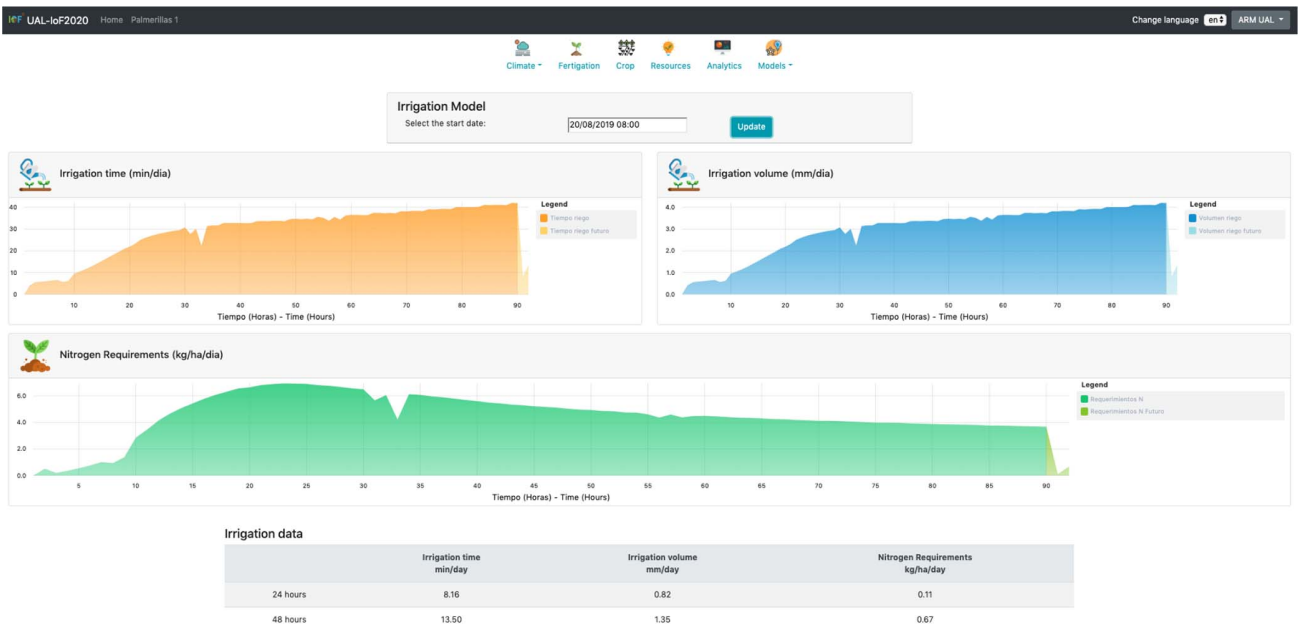 IoF UAL-IoF2020 Home Palmerillas 1 Change language en ARM UAL
Climate Fertigation Crop Resources Analytics Models
Irrigation Model
Select the start date: 20/08/2019 08:00 Update
Irrigation time (min/dia)
40
30
20
10
0
10 20 30 40 50 60 70 80 90
Tiempo (Horas) - Time (Hours)
Legend
Tiempo riego
Tiempo riego futuro
Irrigation volume (mm/dia)
4.0
3.0
2.0
1.0
0.0
10 20 30 40 50 60 70 80 90
Tiempo (Horas) - Time (Hours)
Legend
Volumen riego
Volumen riego futuro
Nitrogen Requirements (kg/ha/dia)
6.0
4.0
2.0
0.0
5 10 15 20 25 30 35 40 45 50 55 60 65 70 75 80 85 90
Tiempo (Horas) - Time (Hours)
Legend
Requerimientos N
Requerimientos N Futuro
Irrigation data
Irrigation time Irrigation volume Nitrogen Requirements
min/day mm/day kg/ha/day
24 hours 8.16 0.82 0.11
48 hours 13.50 1.35 0.67